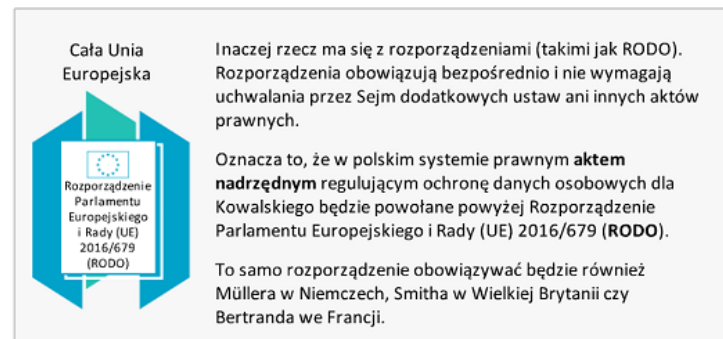 Cała Unia
Europejska
Rozporządzenie
Parlamentu
Europejskiego
i Rady (UE)
2016/679
(RODO)
Inaczej rzecz ma się z rozporządzeniami (takimi jak RODO).
Rozporządzenia obowiązują bezpośrednio i nie wymagają
uchwalania przez Sejm dodatkowych ustaw ani innych aktów
prawnych.
Oznacza to, że w polskim systemie prawnym aktem
nadrzędnym regulującym ochronę danych osobowych dla
Kowalskiego będzie powołane powyżej Rozporządzenie
Parlamentu Europejskiego i Rady (UE) 2016/679 (RODO).
To samo rozporządzenie obowiązywać będzie również
Müllera w Niemczech, Smitha w Wielkiej Brytanii czy
Bertranda we Francji.